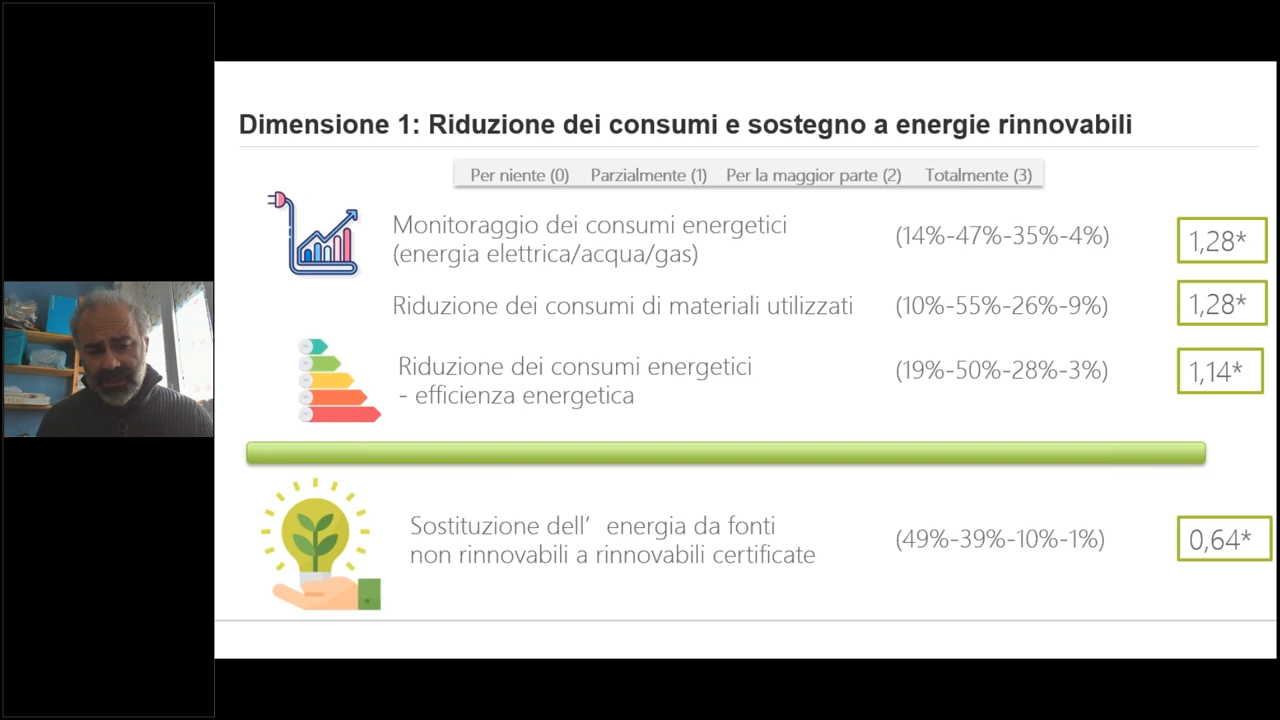 Dimensione 1: Riduzione dei consumi e sostegno a energie rinnovabili
Per niente (0) Parzialmente (1) Per la maggior parte (2) Totalmente (3)
Monitoraggio dei consumi energetici
(energia elettrica/acqua/gas)
(14%-47%-35%-4%)
1,28*
Riduzione dei consumi di materiali utilizzati
(10%-55%-26%-9%)
1,28*
Riduzione dei consumi energetici
- efficienza energetica
(19%-50%-28%-3%)
1,14*
Sostituzione dell’ energia da fonti
non rinnovabili a rinnovabili certificate
(49%-39%-10%-1%)
0,64*